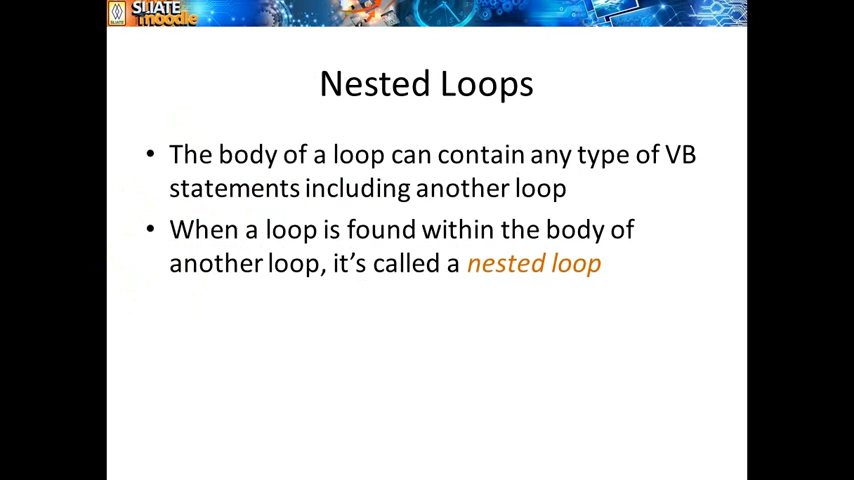 SLIATE
moodle
SLIATE
Nested Loops
• The body of a loop can contain any type of VB
statements including another loop
• When a loop is found within the body of
another loop, it’s called a nested loop